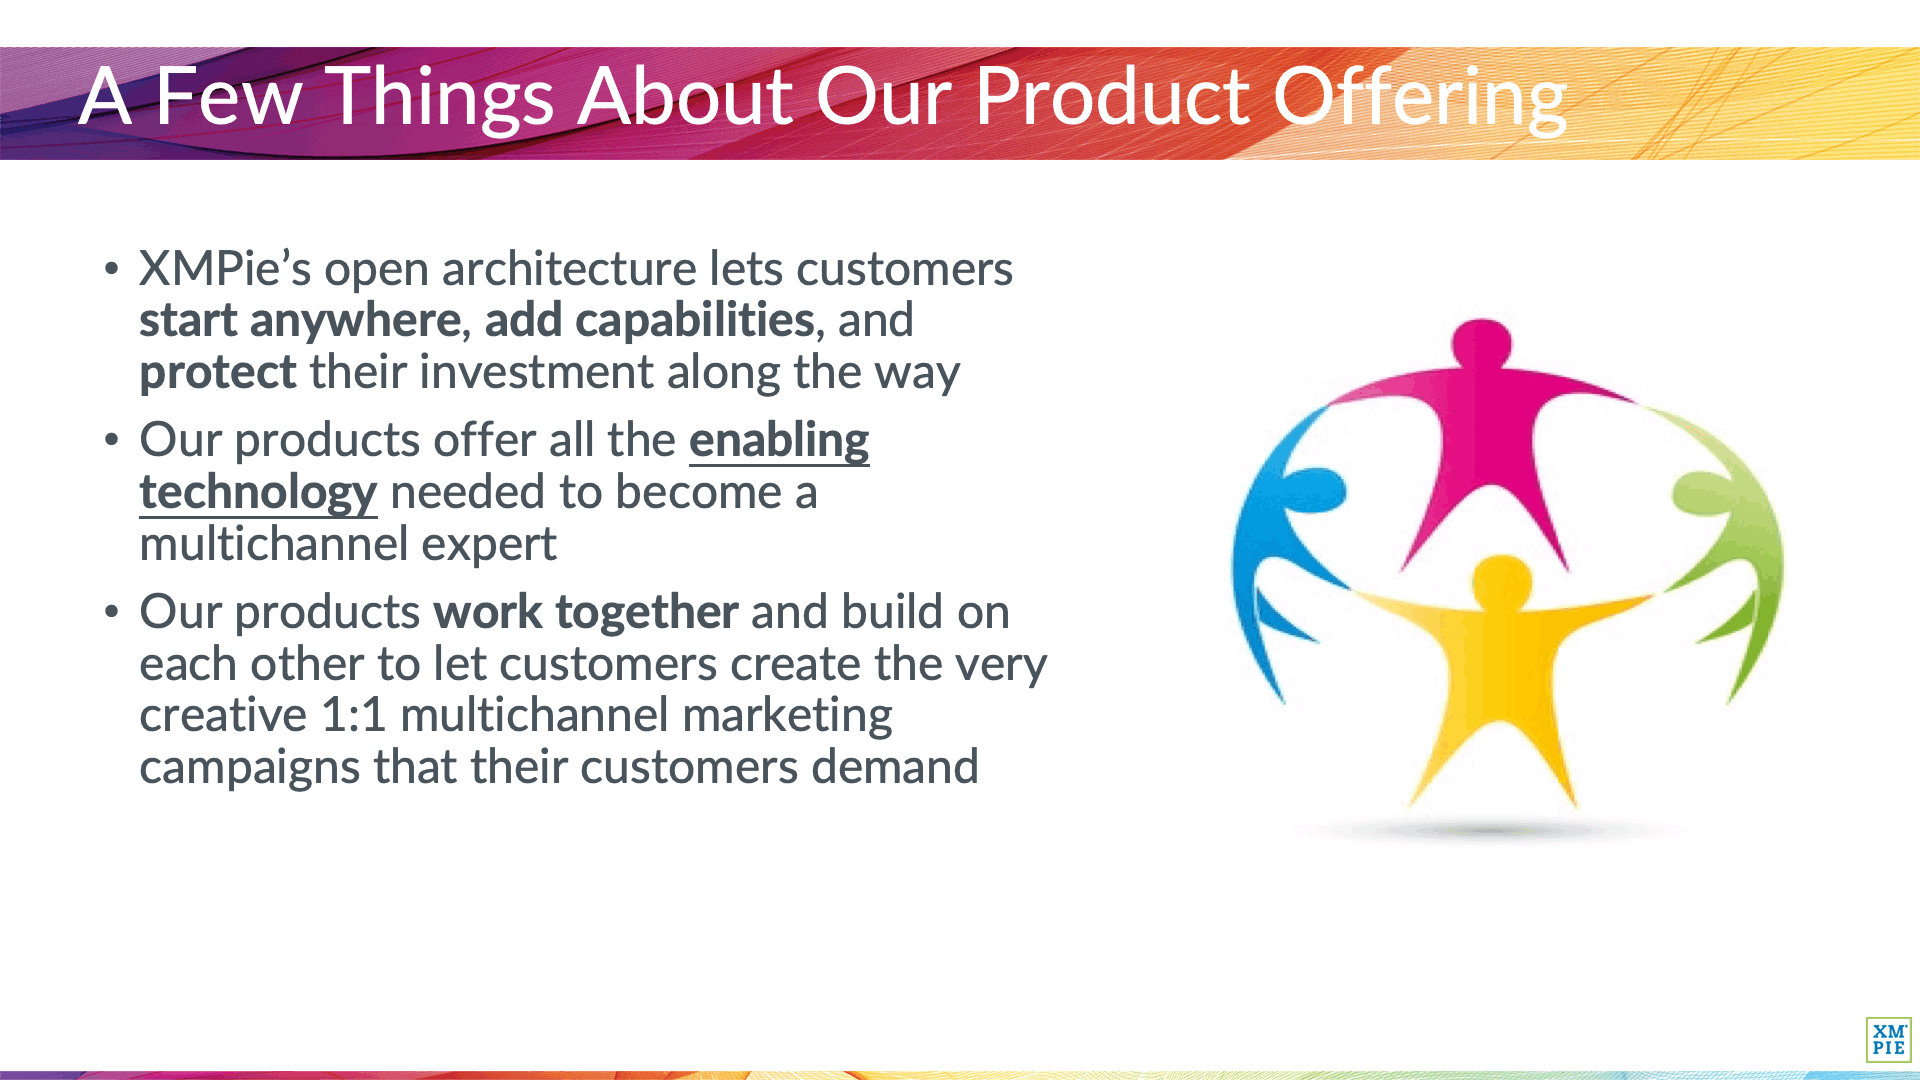 A Few Things About Our Product Offering
• XMPie’s open architecture lets customers
start anywhere, add capabilities, and
protect their investment along the way
• Our products offer all the enabling
technology needed to become a
multichannel expert
• Our products work together and build on
each other to let customers create the very
creative 1:1 multichannel marketing
campaigns that their customers demand
XM
PIE